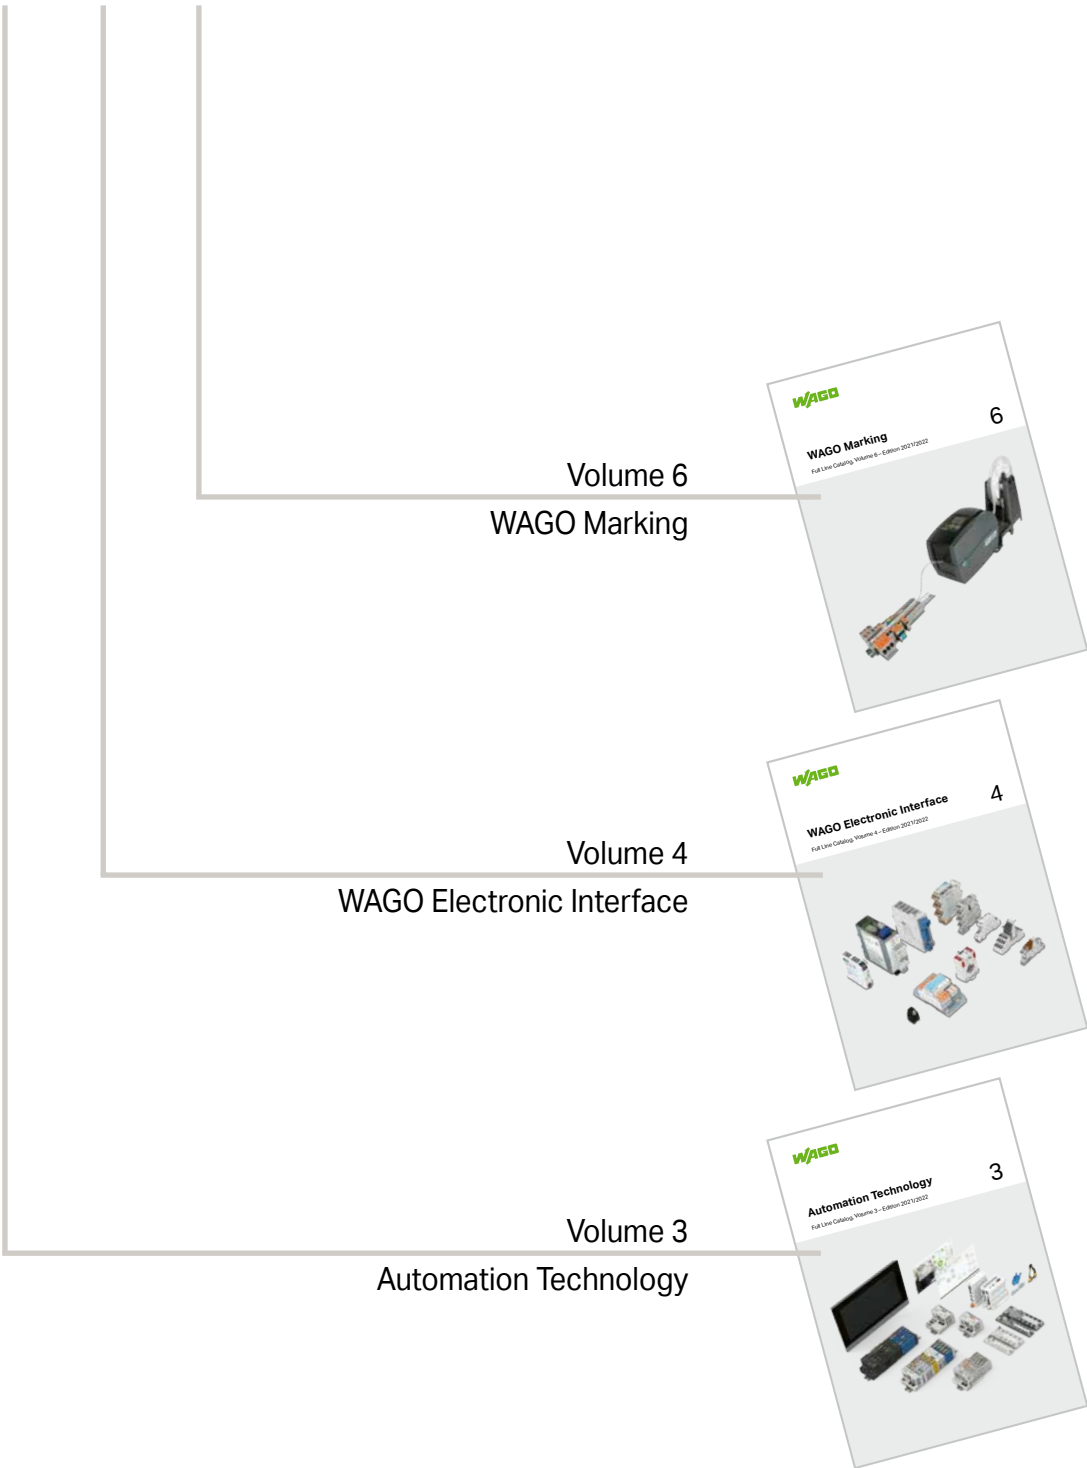 WAGO
6
WAGO Marking
Full Line Catalog, Volume 6 – Edition 2021/2022
Volume 6
WAGO Marking
WAGO
4
WAGO Electronic Interface
Full Line Catalog, Volume 4 – Edition 2021/2022
Volume 4
WAGO Electronic Interface
WAGO
3
Automation Technology
Full Line Catalog, Volume 3 – Edition 2021/2022
Volume 3
Automation Technology